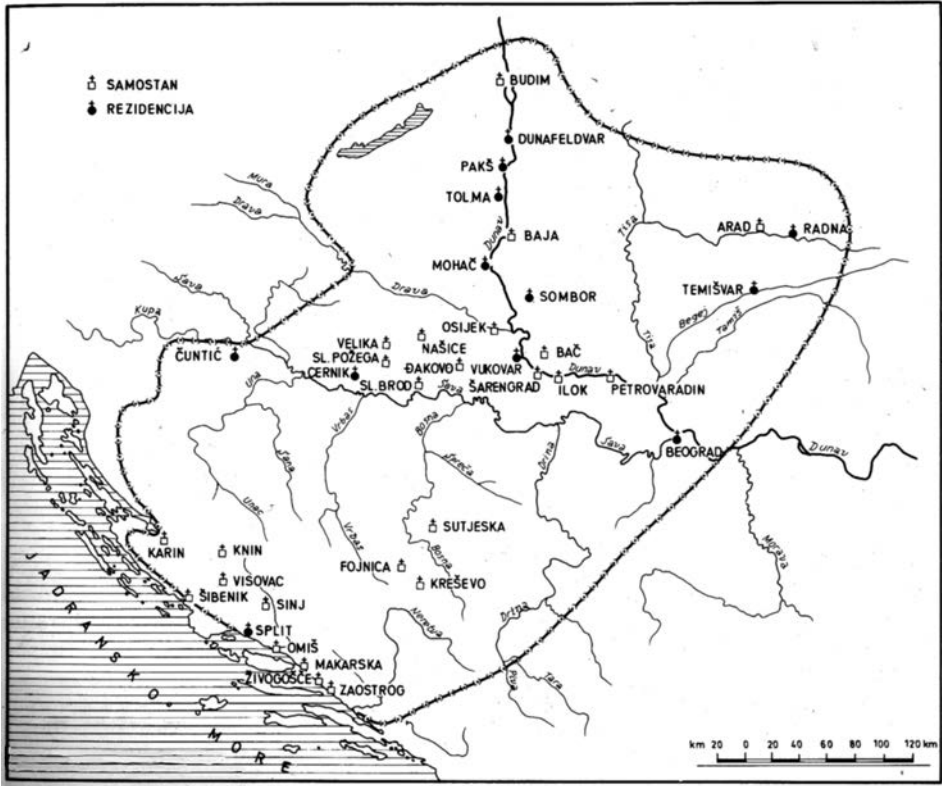 SAMOSTAN
REZIDENCIJA
BUDIM
DUNAFELDVAR
PAKŠ
TOLMA
Mura
Drava
Dunav
BAJA
Tisa
ARAD
RADNA
MOHAČ
Sava
Drava
SOMBOR
TEMIŠVAR
Begej
Tamiš
Kupa
OSIJEK
Tisa
ČUNTIĆ
VELIKA
NAŠICE
SL. POŽEGA
ĐAKOVO
VUKOVAR
BAČ
CERNIK
Dunav
Una
SL. BROD
Sava
ŠARENGRAD
ILOK
PETROVARADIN
Vrbas
Bosna
Sana
Spreča
Drina
Sava
BEOGRAD
Dunav
Unac
Vrbas
SUTJESKA
Bosna
Morava
KARIN
KNIN
FOJNICA
VISOVAC
KREŠEVO
ŠIBENIK
SINJ
Neretva
Drina
SPLIT
OMIŠ
MAKARSKA
ŽIVOGOŠČE
ZAOSTROG
Piva
Tara
JADRANSKO MORE
km 20 0 20 40 60 80 100 120 km